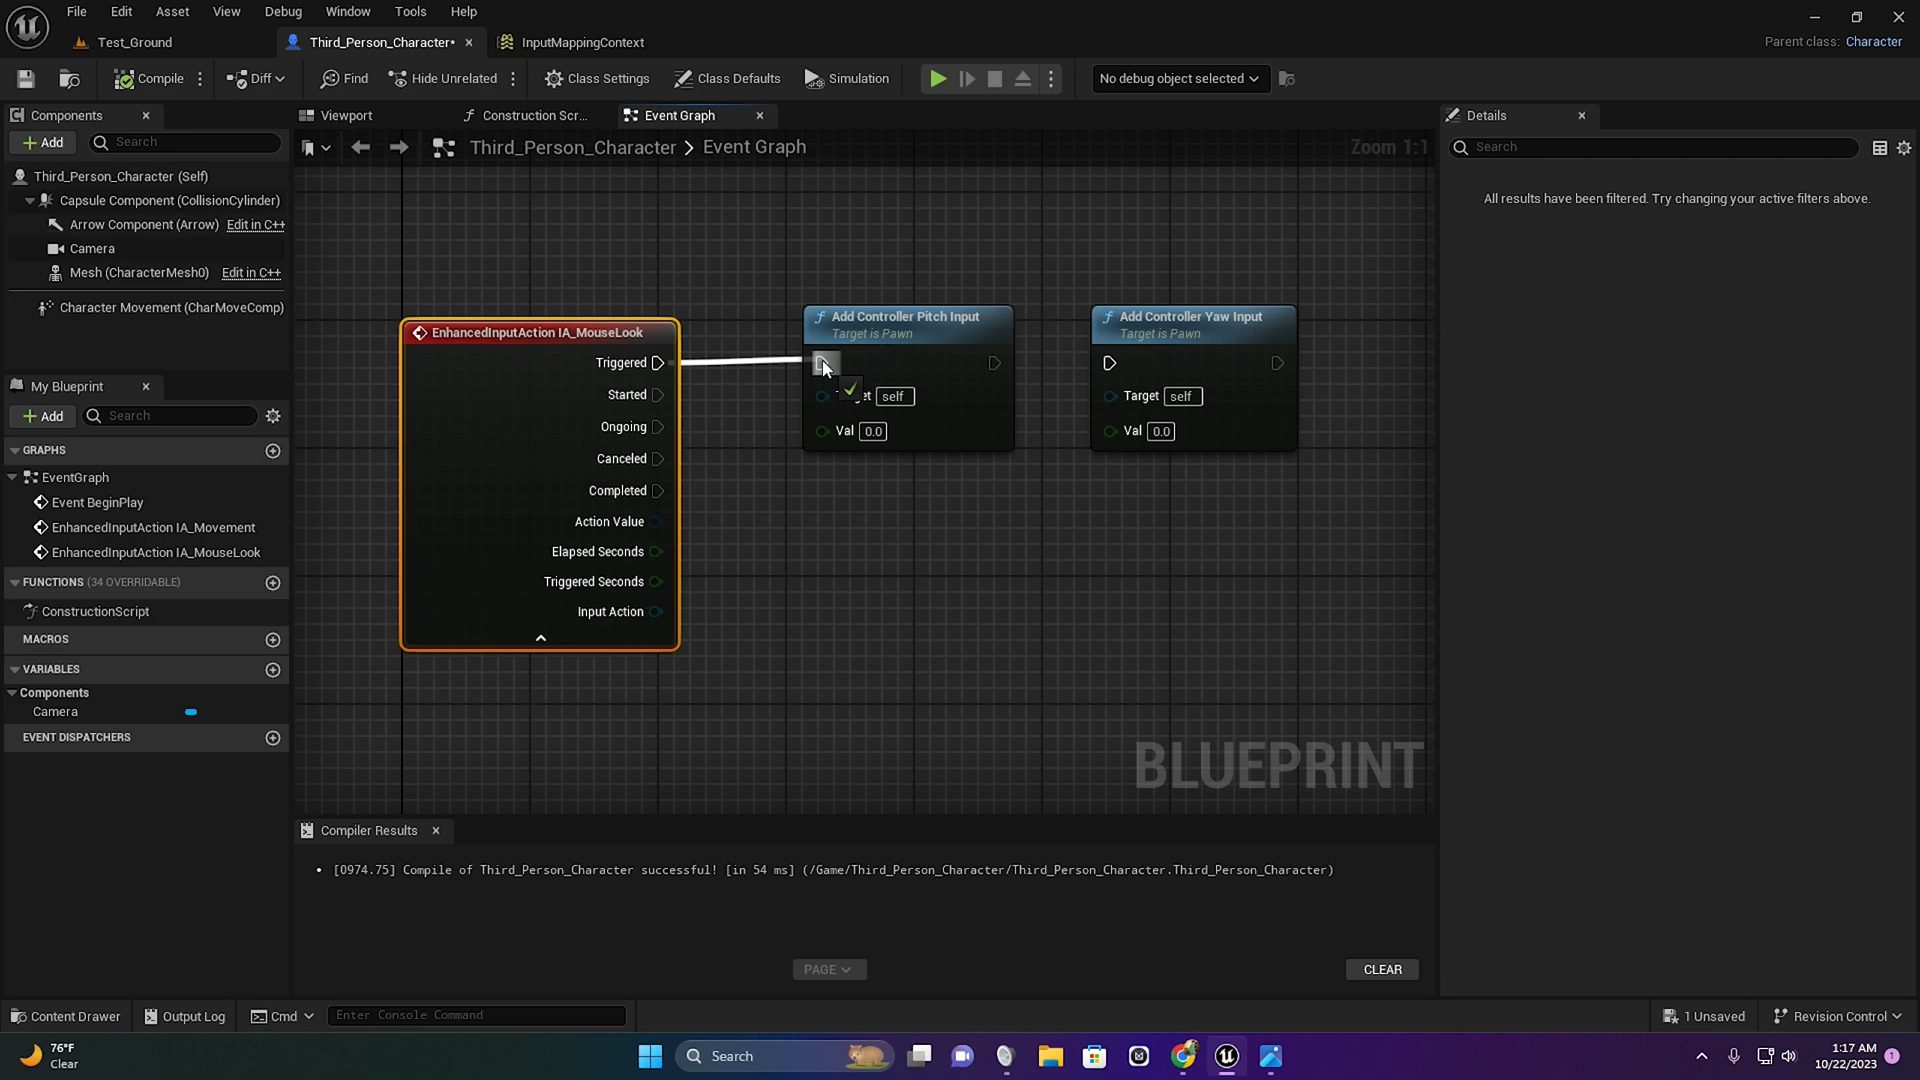 File Edit Asset View Debug Window Tools Help
Test_Ground Third_Person_Character* InputMappingContext Parent class: Character
Compile Diff Find Hide Unrelated Class Settings Class Defaults Simulation No debug object selected
Components Viewport Construction Scr... Event Graph Details
Add Search Third_Person_Character > Event Graph Zoom 1:1 Search
Third_Person_Character (Self)
Capsule Component (CollisionCylinder)
Arrow Component (Arrow) Edit in C++
Camera
Mesh (CharacterMesh0) Edit in C++
Character Movement (CharMoveComp)
All results have been filtered. Try changing your active filters above.
My Blueprint
Add Search
GRAPHS
EventGraph
Event BeginPlay
EnhancedInputAction IA_Movement
EnhancedInputAction IA_MouseLook
FUNCTIONS (34 OVERRIDABLE)
ConstructionScript
MACROS
VARIABLES
Components
Camera
EVENT DISPATCHERS
EnhancedInputAction IA_MouseLook
Triggered
Started
Ongoing
Canceled
Completed
Action Value
Elapsed Seconds
Triggered Seconds
Input Action
Add Controller Pitch Input
Target is Pawn
self
Val 0.0
Add Controller Yaw Input
Target is Pawn
Target self
Val 0.0
BLUEPRINT
Compiler Results
• [0974.75] Compile of Third_Person_Character successful! [in 54 ms] (/Game/Third_Person_Character/Third_Person_Character.Third_Person_Character)
PAGE CLEAR
Content Drawer Output Log Cmd Enter Console Command 1 Unsaved Revision Control
76°F
Clear
Search
1:17 AM
10/22/2023
1